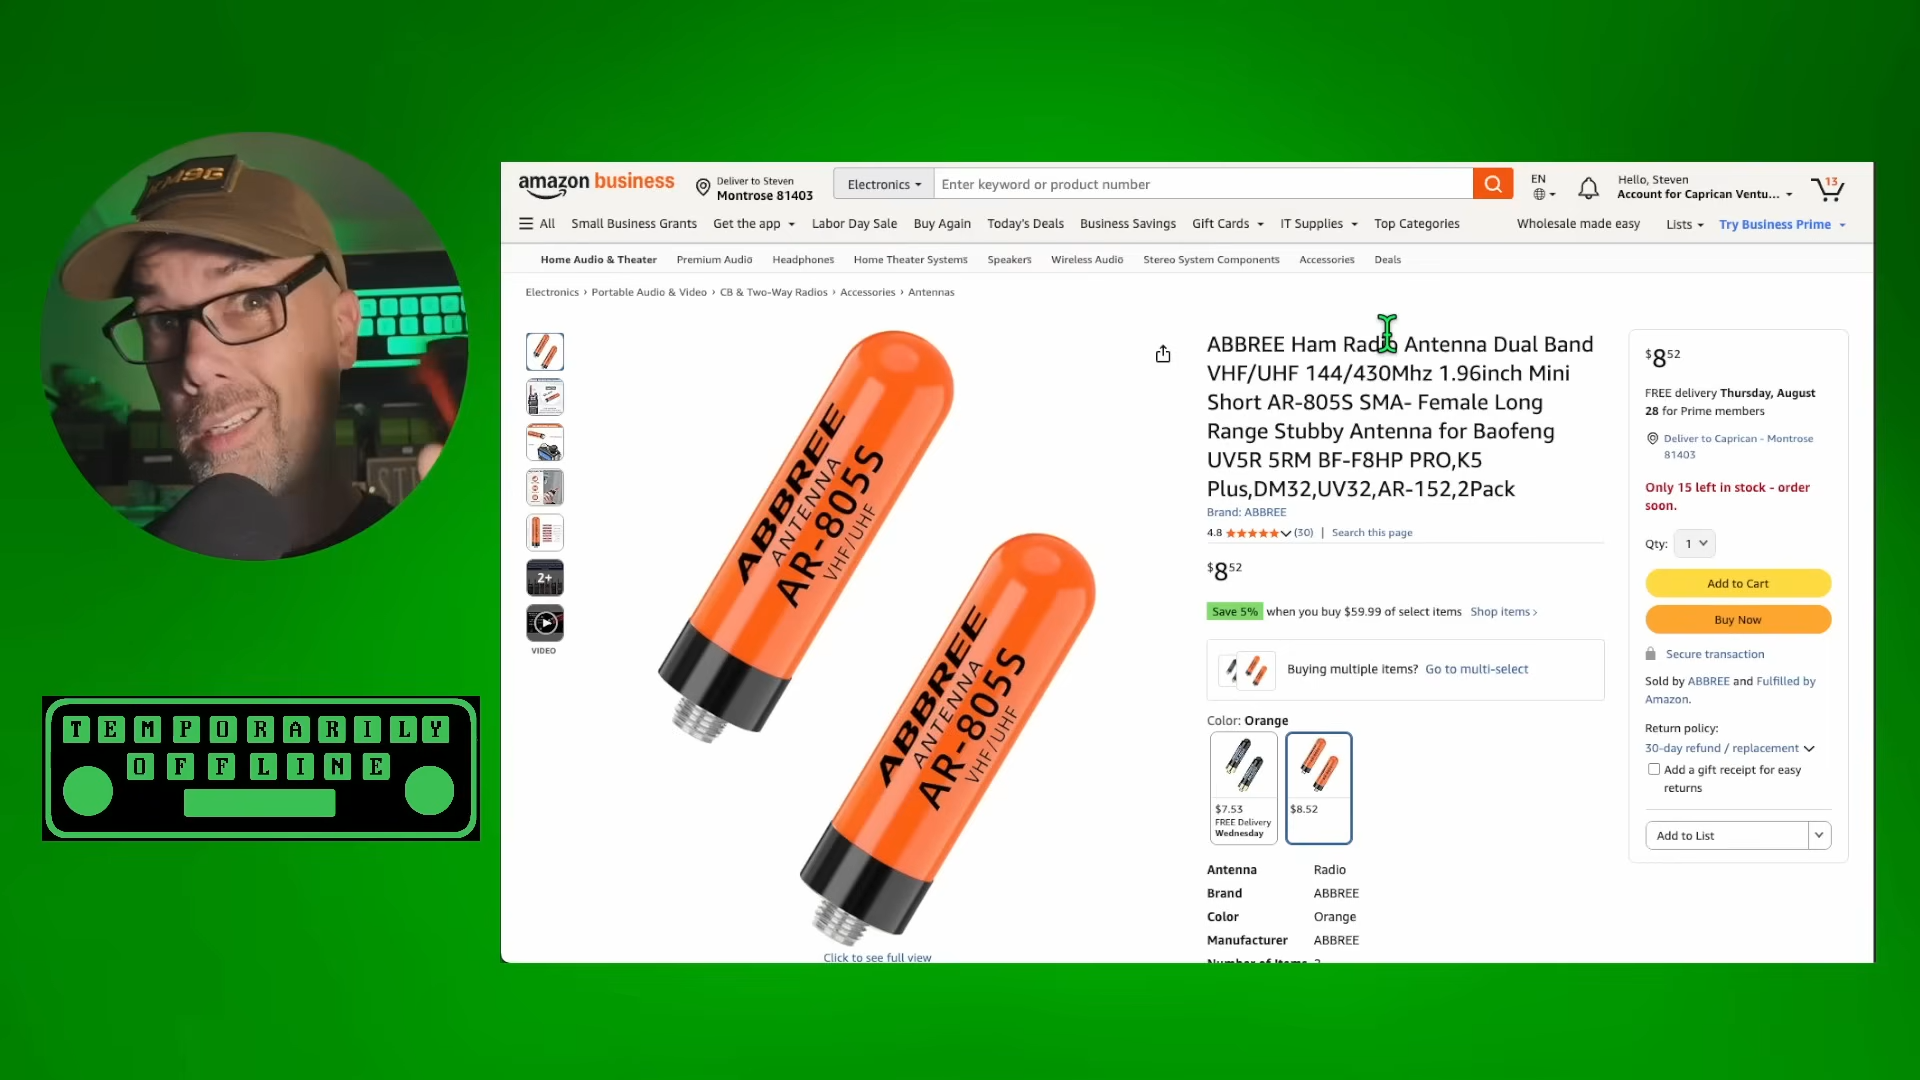 KM9G
TEMPORARILY
OFFLINE
amazon business
Deliver to Steven
Montrose 81403
Electronics
Enter keyword or product number
EN
Hello, Steven
Account for Caprican Ventu...
13
All
Small Business Grants
Get the app
Labor Day Sale
Buy Again
Today's Deals
Business Savings
Gift Cards
IT Supplies
Top Categories
Wholesale made easy
Lists
Try Business Prime
Home Audio & Theater
Premium Audio
Headphones
Home Theater Systems
Speakers
Wireless Audio
Stereo System Components
Accessories
Deals
Electronics › Portable Audio & Video › CB & Two-Way Radios › Accessories › Antennas
2+
VIDEO
ABBREE
ANTENNA
AR-805S
VHF/UHF
ABBREE
ANTENNA
AR-805S
VHF/UHF
Click to see full view
ABBREE Ham Radio Antenna Dual Band
VHF/UHF 144/430Mhz 1.96inch Mini
Short AR-805S SMA- Female Long
Range Stubby Antenna for Baofeng
UV5R 5RM BF-F8HP PRO,K5
Plus,DM32,UV32,AR-152,2Pack
Brand: ABBREE
4.8 (30) | Search this page
$8 52
Save 5% when you buy $59.99 of select items Shop items ›
Buying multiple items? Go to multi-select
Color: Orange
$7.53
FREE Delivery
Wednesday
$8.52
Antenna Radio
Brand ABBREE
Color Orange
Manufacturer ABBREE
Number of Items 2
$8 52
FREE delivery Thursday, August
28 for Prime members
Deliver to Caprican - Montrose
81403
Only 15 left in stock - order
soon.
Qty: 1
Add to Cart
Buy Now
Secure transaction
Sold by ABBREE and Fulfilled by
Amazon.
Return policy:
30-day refund / replacement
Add a gift receipt for easy
returns
Add to List